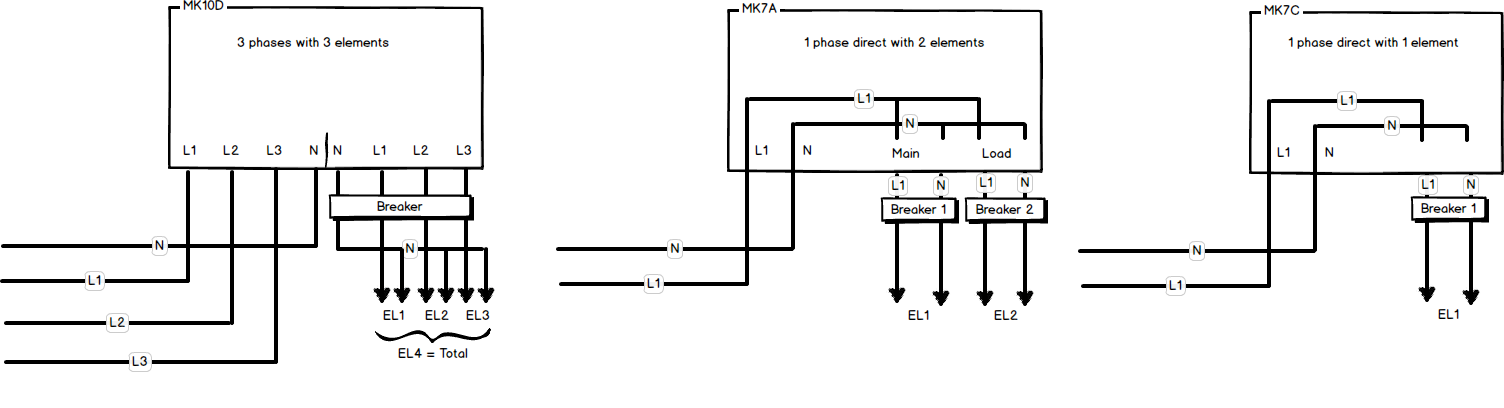 MK10D
3 phases with 3 elements
L1 L2 L3 N N L1 L2 L3
Breaker
N
N
L1
L2
L3
EL1 EL2 EL3
EL4 = Total
MK7A
1 phase direct with 2 elements
L1
N
L1 N
Main Load
L1 N L1 N
Breaker 1 Breaker 2
N
L1
EL1 EL2
MK7C
1 phase direct with 1 element
L1
N
L1 N
L1 N
Breaker 1
N
L1
EL1